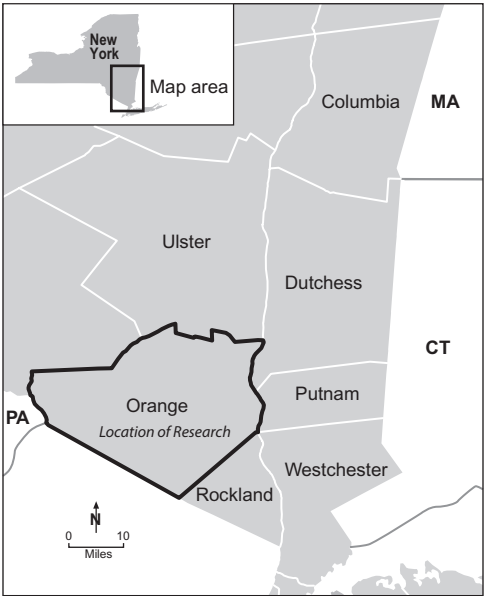 New
York
Map area
Columbia
MA
Ulster
Dutchess
CT
Orange
Location of Research
Putnam
PA
Westchester
Rockland
N
0 10
Miles